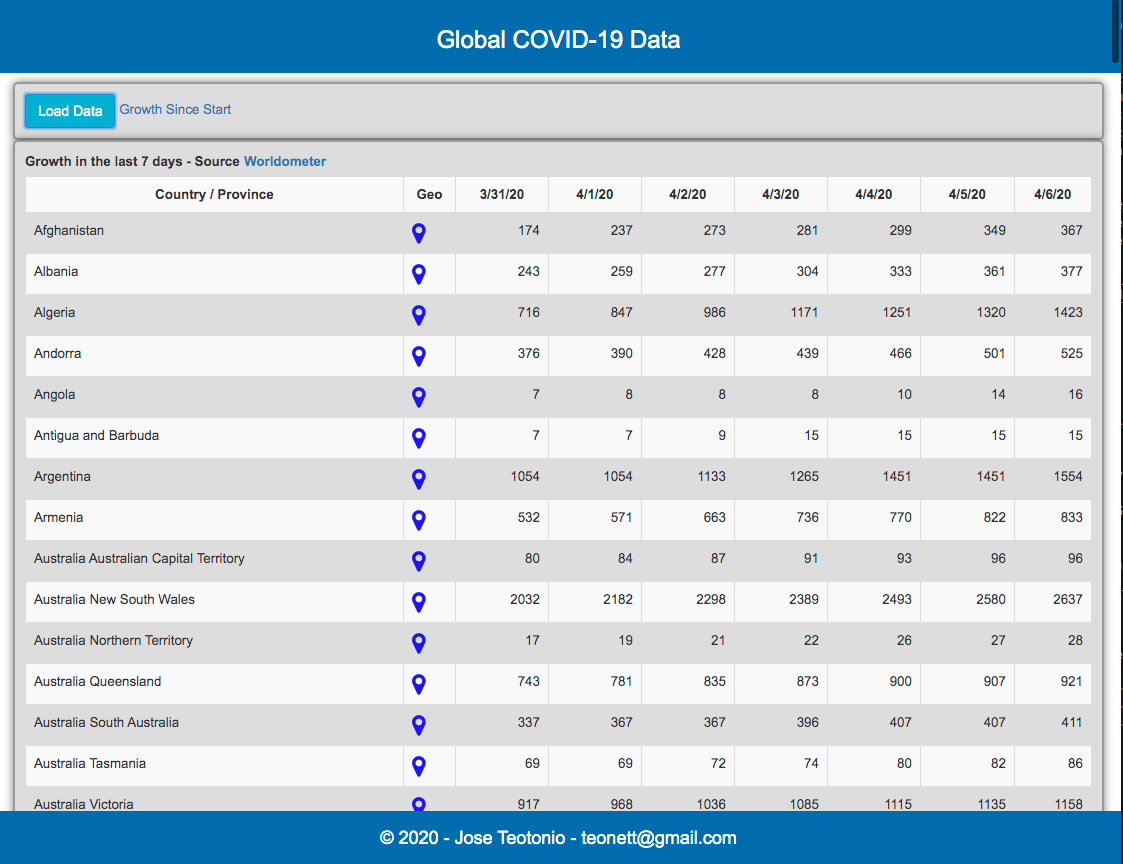 Global COVID-19 Data
Load Data Growth Since Start
Growth in the last 7 days - Source Worldometer
Country / Province Geo 3/31/20 4/1/20 4/2/20 4/3/20 4/4/20 4/5/20 4/6/20
Afghanistan 174 237 273 281 299 349 367
Albania 243 259 277 304 333 361 377
Algeria 716 847 986 1171 1251 1320 1423
Andorra 376 390 428 439 466 501 525
Angola 7 8 8 8 10 14 16
Antigua and Barbuda 7 7 9 15 15 15 15
Argentina 1054 1054 1133 1265 1451 1451 1554
Armenia 532 571 663 736 770 822 833
Australia Australian Capital Territory 80 84 87 91 93 96 96
Australia New South Wales 2032 2182 2298 2389 2493 2580 2637
Australia Northern Territory 17 19 21 22 26 27 28
Australia Queensland 743 781 835 873 900 907 921
Australia South Australia 337 367 367 396 407 407 411
Australia Tasmania 69 69 72 74 80 82 86
Australia Victoria 917 968 1036 1085 1115 1135 1158
© 2020 - Jose Teotonio - teonett@gmail.com